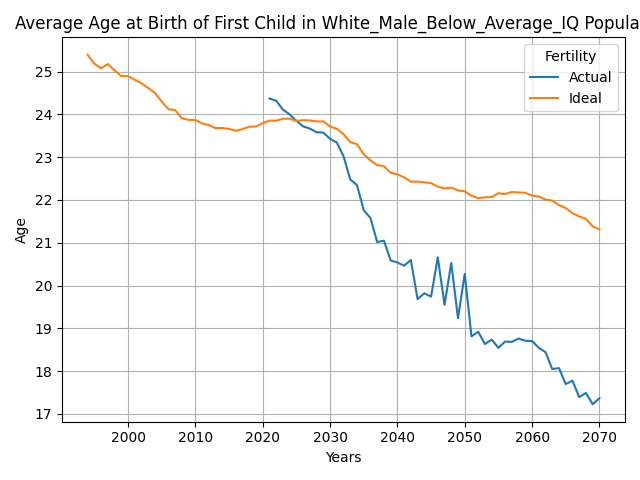 Average Age at Birth of First Child in White_Male_Below_Average_IQ Popula
Fertility
Actual
Ideal
Age
25
24
23
22
21
20
19
18
17
2000
2010
2020
2030
2040
2050
2060
2070
Years